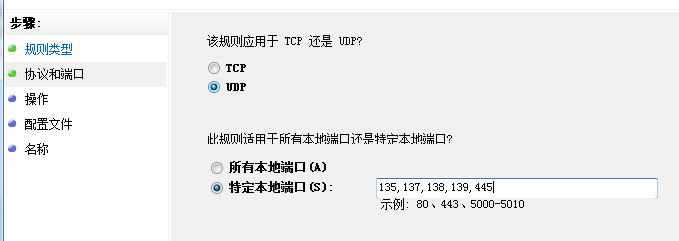 步骤:
规则类型
协议和端口
操作
配置文件
名称
该规则应用于 TCP 还是 UDP?
TCP
UDP
此规则适用于所有本地端口还是特定本地端口?
所有本地端口(A)
特定本地端口(S):
135,137,138,139,445
示例: 80、443、5000-5010